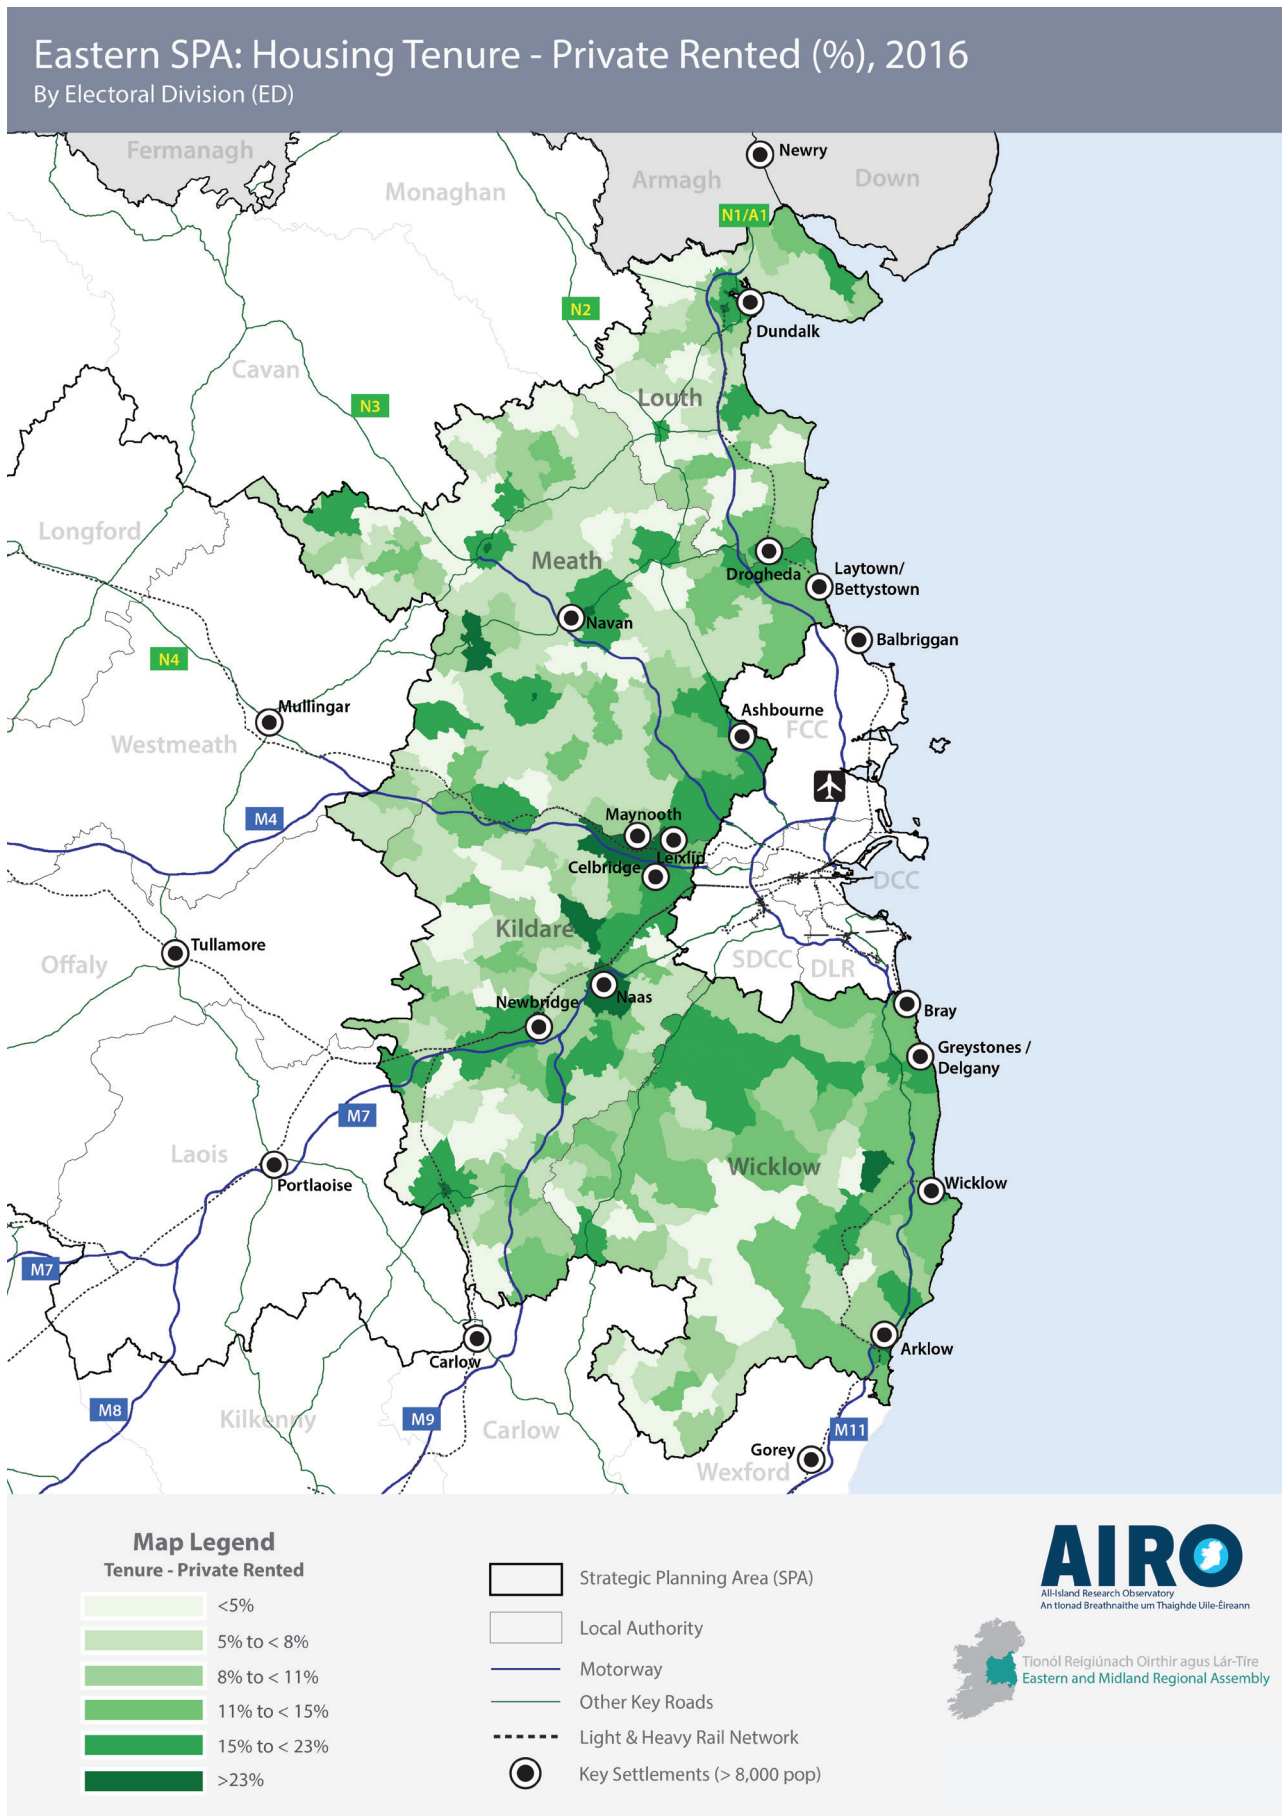 Eastern SPA: Housing Tenure - Private Rented (%), 2016
By Electoral Division (ED)
Fermanagh
Monaghan
Armagh
Newry
Down
N1/A1
N2
Dundalk
Cavan
N3
Louth
Longford
Meath
Drogheda
Laytown/
Bettystown
Navan
Balbriggan
N4
Mullingar
Ashbourne
FCC
Westmeath
Maynooth
M4
Leixlip
Celbridge
DCC
Kildare
Tullamore
SDCC
DLR
Offaly
Newbridge
Naas
Bray
Greystones /
Delgany
M7
Laois
Wicklow
Portlaoise
Wicklow
M7
Carlow
Arklow
M8
Kilkenny
M9
Carlow
M11
Gorey
Wexford
Map Legend
Tenure - Private Rented
<5%
5% to < 8%
8% to < 11%
11% to < 15%
15% to < 23%
>23%
Strategic Planning Area (SPA)
Local Authority
Motorway
Other Key Roads
Light & Heavy Rail Network
Key Settlements (> 8,000 pop)
AIRO
All-Island Research Observatory
An tIonad Breathnaithe um Thaighde Uile-Éireann
Tionól Reigiúnach Oirthir agus Lár-Tíre
Eastern and Midland Regional Assembly